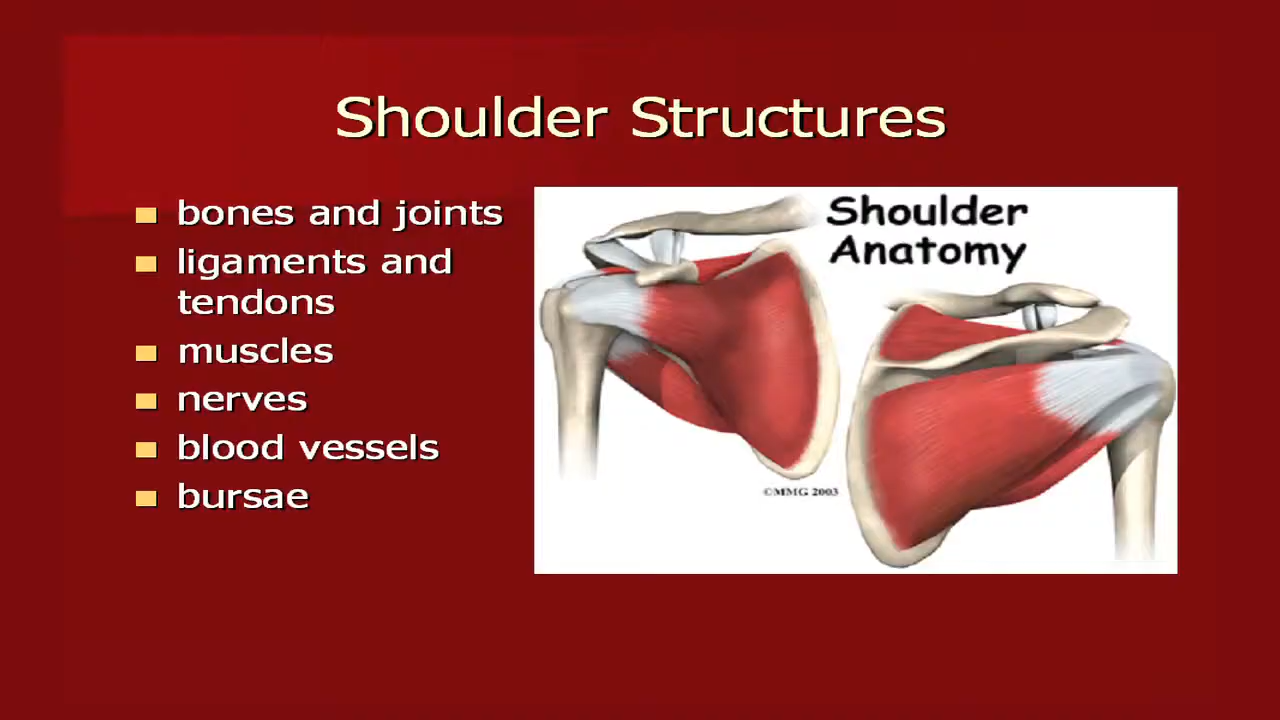 Shoulder Structures
bones and joints
ligaments and
tendons
muscles
nerves
blood vessels
bursae
Shoulder
Anatomy
©MMG 2003